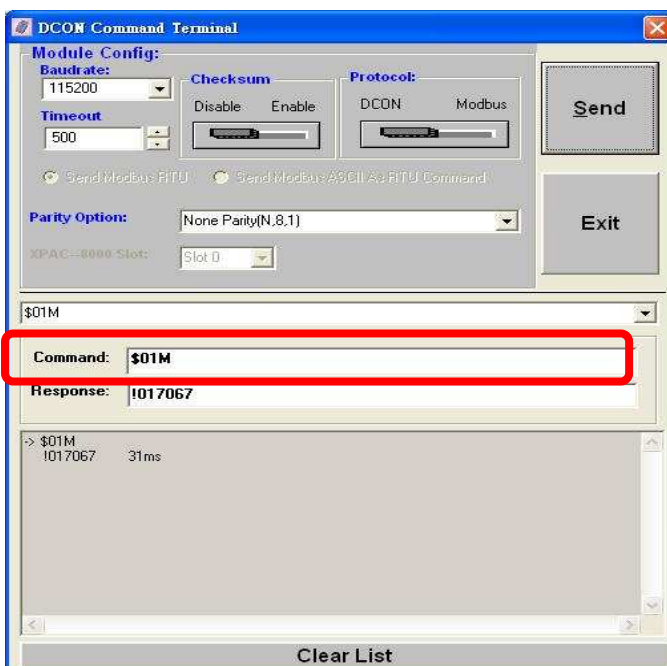 DCON Command Terminal
Module Config:
Baudrate:
115200
Timeout
500
Checksum
Disable Enable
Protocol:
DCON Modbus
Send
Send Modbus RTU Send Modbus ASCII As RTU Command
Parity Option: None Parity(N,8,1)
Exit
XPAC--8000 Slot: Slot 0
$01M
Command: $01M
Response: !017067
-> $01M
!017067 31ms
Clear List